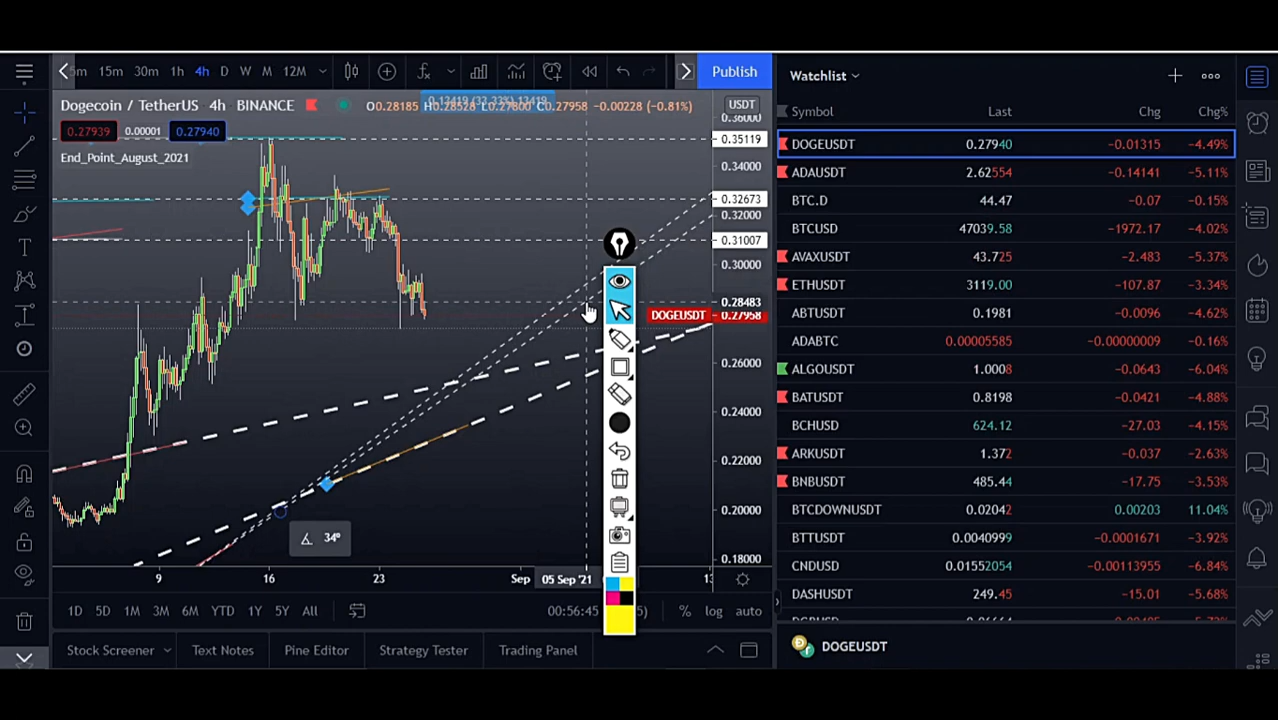 5m 15m 30m 1h 4h D W M 12M Publish
Watchlist
Dogecoin / TetherUS 4h BINANCE O0.28185 H0.28528 L0.27800 C0.27958 −0.00228 (−0.81%) USDT
0.27939 0.00001 0.27940
End_Point_August_2021
0.36000
0.35119
0.34000
0.32673
0.32000
0.31007
0.30000
0.28483
DOGEUSDT 0.27958
0.26000
0.24000
0.22000
0.20000
0.18000
34º
9 16 23 Sep 05 Sep '21 13
1D 5D 1M 3M 6M YTD 1Y 5Y All 00:56:45 % log auto
Stock Screener Text Notes Pine Editor Strategy Tester Trading Panel
Symbol Last Chg Chg%
DOGEUSDT 0.27940 −0.01315 −4.49%
ADAUSDT 2.62554 −0.14141 −5.11%
BTC.D 44.47 −0.07 −0.15%
BTCUSD 47039.58 −1972.17 −4.02%
AVAXUSDT 43.725 −2.483 −5.37%
ETHUSDT 3119.00 −107.87 −3.34%
ABTUSDT 0.1981 −0.0096 −4.62%
ADABTC 0.00005585 −0.00000009 −0.16%
ALGOUSDT 1.0008 −0.0643 −6.04%
BATUSDT 0.8198 −0.0421 −4.88%
BCHUSD 624.12 −27.03 −4.15%
ARKUSDT 1.372 −0.037 −2.63%
BNBUSDT 485.44 −17.75 −3.53%
BTCDOWNUSDT 0.02042 0.00203 11.04%
BTTUSDT 0.0040999 −0.0001671 −3.92%
CNDUSD 0.01552054 −0.00113955 −6.84%
DASHUSDT 249.45 −15.01 −5.68%
DOGEUSDT